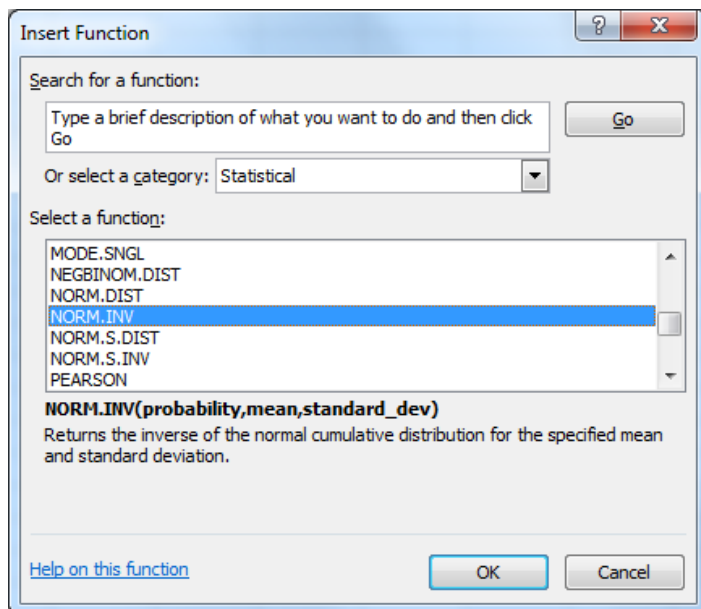 Insert Function
?
Search for a function:
Type a brief description of what you want to do and then click
Go
Go
Or select a category: Statistical
Select a function:
MODE.SNGL
NEGBINOM.DIST
NORM.DIST
NORM.INV
NORM.S.DIST
NORM.S.INV
PEARSON
NORM.INV(probability,mean,standard_dev)
Returns the inverse of the normal cumulative distribution for the specified mean
and standard deviation.
Help on this function
OK
Cancel